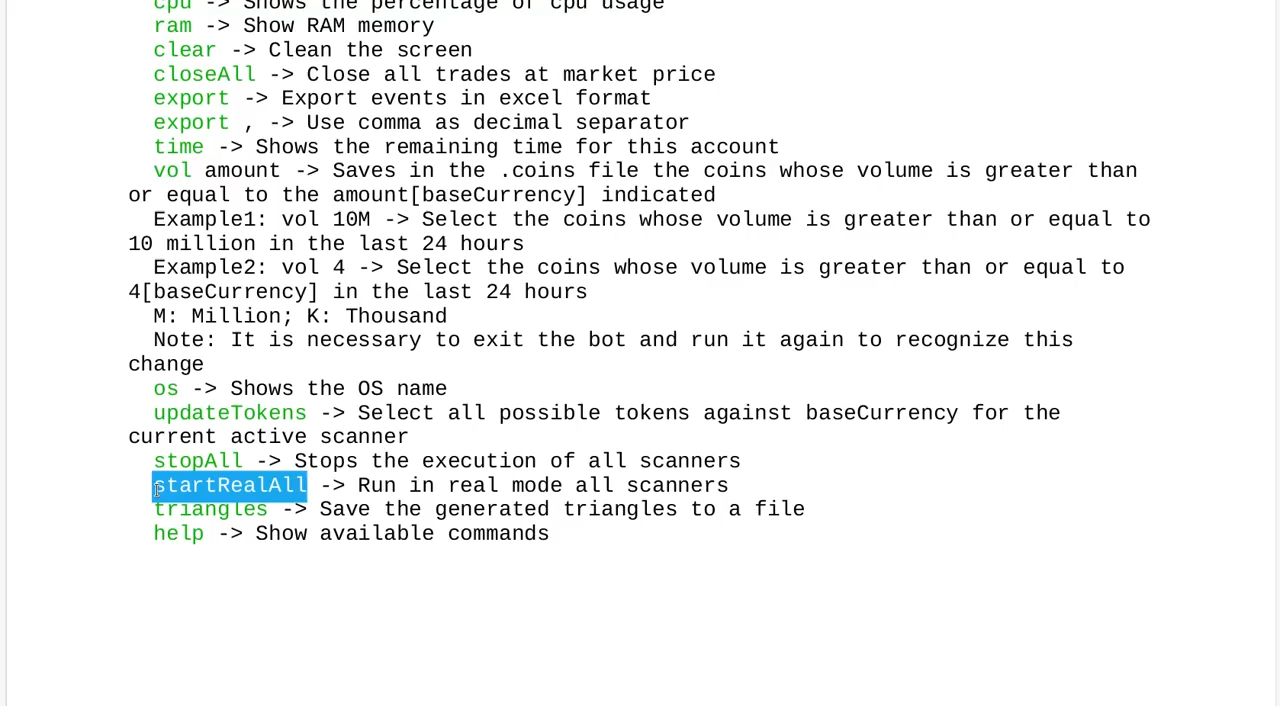 cpu -> Shows the percentage of cpu usage
ram -> Show RAM memory
clear -> Clean the screen
closeAll -> Close all trades at market price
export -> Export events in excel format
export , -> Use comma as decimal separator
time -> Shows the remaining time for this account
vol amount -> Saves in the .coins file the coins whose volume is greater than
or equal to the amount[baseCurrency] indicated
Example1: vol 10M -> Select the coins whose volume is greater than or equal to
10 million in the last 24 hours
Example2: vol 4 -> Select the coins whose volume is greater than or equal to
4[baseCurrency] in the last 24 hours
M: Million; K: Thousand
Note: It is necessary to exit the bot and run it again to recognize this
change
os -> Shows the OS name
updateTokens -> Select all possible tokens against baseCurrency for the
current active scanner
stopAll -> Stops the execution of all scanners
startRealAll -> Run in real mode all scanners
triangles -> Save the generated triangles to a file
help -> Show available commands